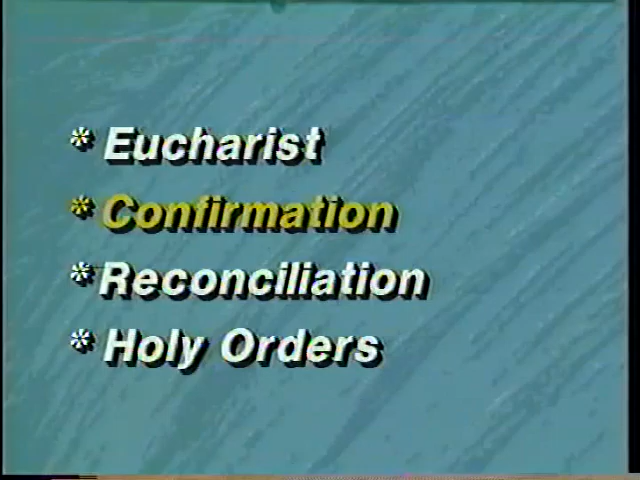 * Eucharist
* Confirmation
* Reconciliation
* Holy Orders